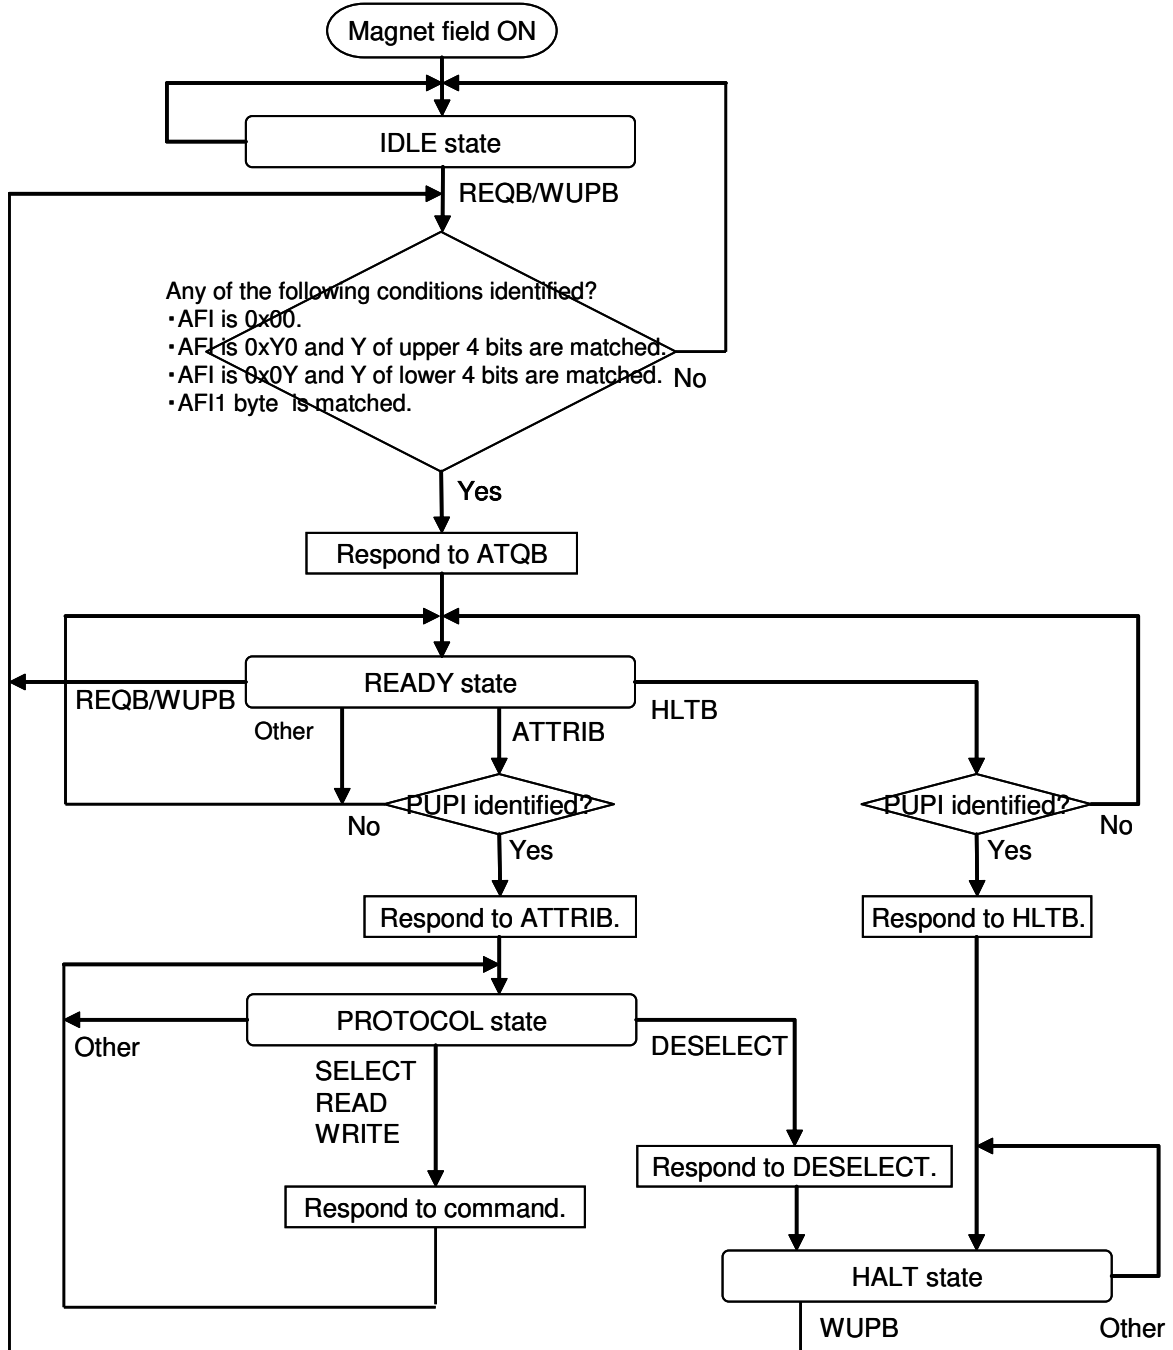 Magnet field ON
IDLE state
REQB/WUPB
Any of the following conditions identified?
・AFI is 0x00.
・AFI is 0xY0 and Y of upper 4 bits are matched.
・AFI is 0x0Y and Y of lower 4 bits are matched.
No
・AFI1 byte is matched.
Yes
Respond to ATQB
READY state
REQB/WUPB
Other
ATTRIB
HLTB
PUPI identified?
No
Yes
PUPI identified?
No
Yes
Respond to ATTRIB.
Respond to HLTB.
PROTOCOL state
Other
SELECT
READ
WRITE
DESELECT
Respond to DESELECT.
Respond to command.
HALT state
WUPB
Other